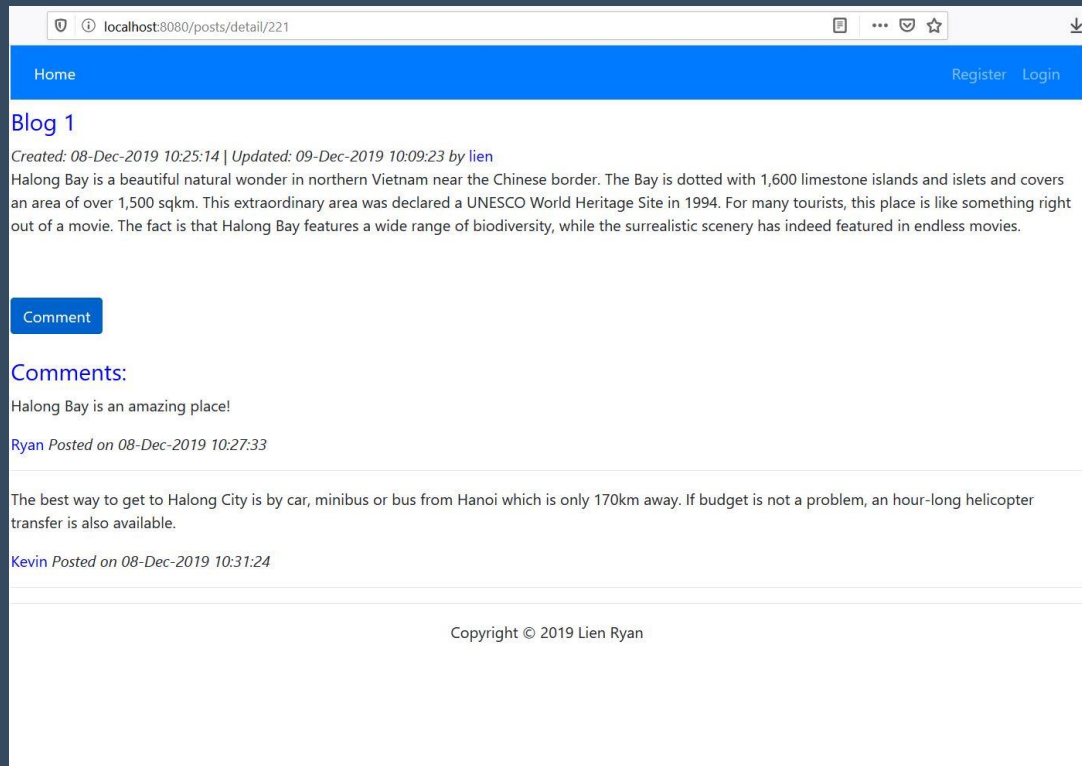 localhost:8080/posts/detail/221
Home
Register Login
Blog 1
Created: 08-Dec-2019 10:25:14 | Updated: 09-Dec-2019 10:09:23 by lien
Halong Bay is a beautiful natural wonder in northern Vietnam near the Chinese border. The Bay is dotted with 1,600 limestone islands and islets and covers
an area of over 1,500 sqkm. This extraordinary area was declared a UNESCO World Heritage Site in 1994. For many tourists, this place is like something right
out of a movie. The fact is that Halong Bay features a wide range of biodiversity, while the surrealistic scenery has indeed featured in endless movies.
Comment
Comments:
Halong Bay is an amazing place!
Ryan Posted on 08-Dec-2019 10:27:33
The best way to get to Halong City is by car, minibus or bus from Hanoi which is only 170km away. If budget is not a problem, an hour-long helicopter
transfer is also available.
Kevin Posted on 08-Dec-2019 10:31:24
Copyright © 2019 Lien Ryan